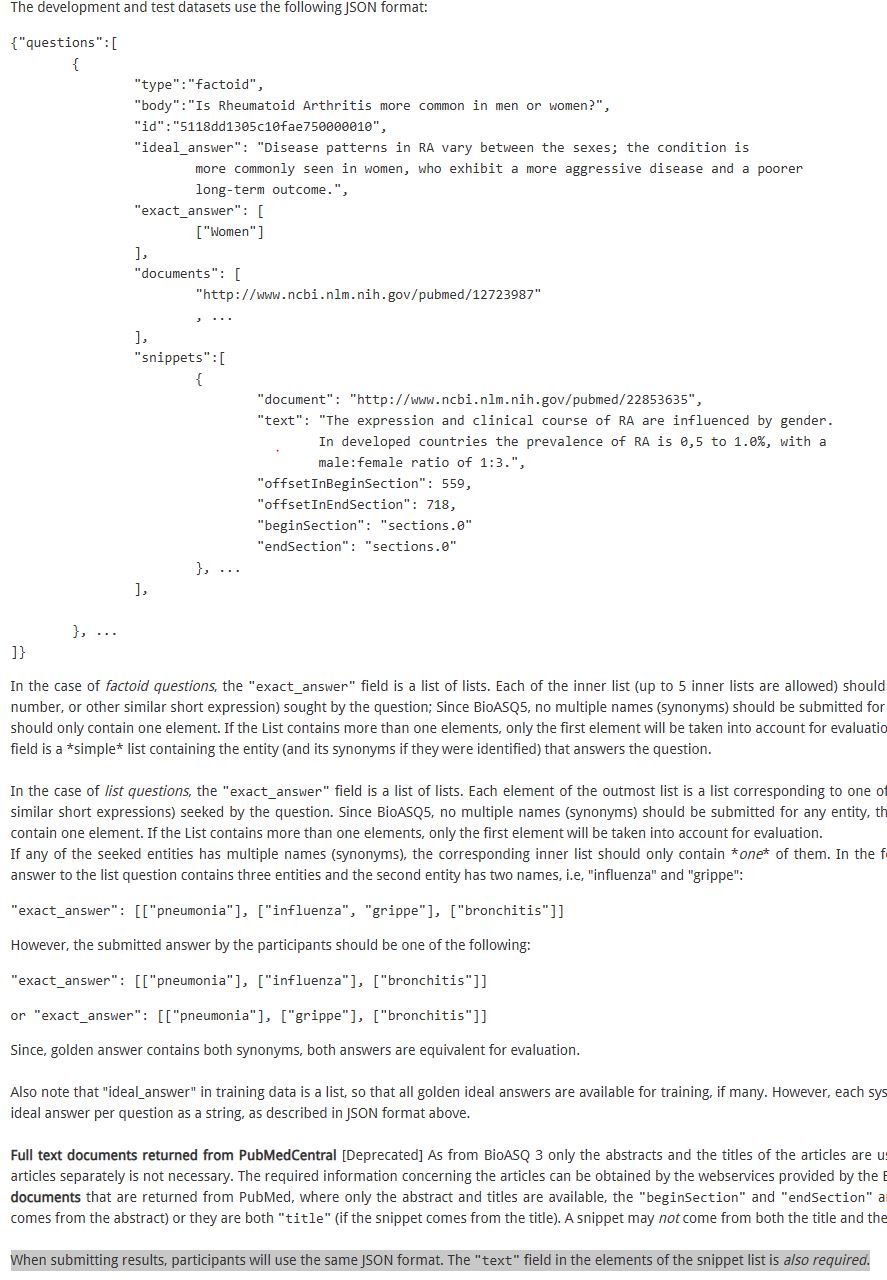 The development and test datasets use the following JSON format:
{"questions":[
{
"type":"factoid",
"body":"Is Rheumatoid Arthritis more common in men or women?",
"id":"5118dd1305c10fae750000010",
"ideal_answer": "Disease patterns in RA vary between the sexes; the condition is
more commonly seen in women, who exhibit a more aggressive disease and a poorer
long-term outcome.",
"exact_answer": [
["Women"]
],
"documents": [
"http://www.ncbi.nlm.nih.gov/pubmed/12723987"
, ...
],
"snippets":[
{
"document": "http://www.ncbi.nlm.nih.gov/pubmed/22853635",
"text": "The expression and clinical course of RA are influenced by gender.
In developed countries the prevalence of RA is 0,5 to 1.0%, with a
male:female ratio of 1:3.",
"offsetInBeginSection": 559,
"offsetInEndSection": 718,
"beginSection": "sections.0"
"endSection": "sections.0"
}, ...
],
}, ...
]}
In the case of factoid questions, the "exact_answer" field is a list of lists. Each of the inner list (up to 5 inner lists are allowed) should
number, or other similar short expression) sought by the question; Since BioASQ5, no multiple names (synonyms) should be submitted for
should only contain one element. If the List contains more than one elements, only the first element will be taken into account for evaluatio
field is a *simple* list containing the entity (and its synonyms if they were identified) that answers the question.
In the case of list questions, the "exact_answer" field is a list of lists. Each element of the outmost list is a list corresponding to one of
similar short expressions) seeked by the question. Since BioASQ5, no multiple names (synonyms) should be submitted for any entity, th
contain one element. If the List contains more than one elements, only the first element will be taken into account for evaluation.
If any of the seeked entities has multiple names (synonyms), the corresponding inner list should only contain *one* of them. In the f
answer to the list question contains three entities and the second entity has two names, i.e, "influenza" and "grippe":
"exact_answer": [["pneumonia"], ["influenza", "grippe"], ["bronchitis"]]
However, the submitted answer by the participants should be one of the following:
"exact_answer": [["pneumonia"], ["influenza"], ["bronchitis"]]
or "exact_answer": [["pneumonia"], ["grippe"], ["bronchitis"]]
Since, golden answer contains both synonyms, both answers are equivalent for evaluation.
Also note that "ideal_answer" in training data is a list, so that all golden ideal answers are available for training, if many. However, each sys
ideal answer per question as a string, as described in JSON format above.
Full text documents returned from PubMedCentral [Deprecated] As from BioASQ 3 only the abstracts and the titles of the articles are us
articles separately is not necessary. The required information concerning the articles can be obtained by the webservices provided by the
documents that are returned from PubMed, where only the abstract and titles are available, the "beginSection" and "endSection" a
comes from the abstract) or they are both "title" (if the snippet comes from the title). A snippet may not come from both the title and the
When submitting results, participants will use the same JSON format. The "text" field in the elements of the snippet list is also required.